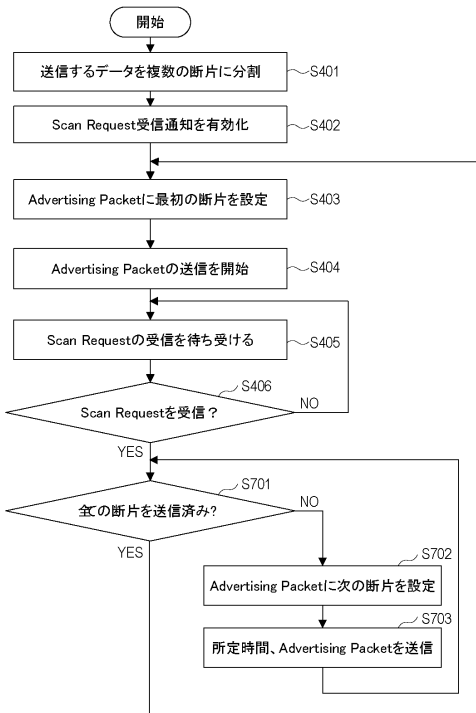 開始
送信するデータを複数の断片に分割
S401
Scan Request受信通知を有効化
S402
Advertising Packetに最初の断片を設定
S403
Advertising Packetの送信を開始
S404
Scan Requestの受信を待ち受ける
S405
S406
Scan Requestを受信？
NO
YES
S701
全ての断片を送信済み?
NO
YES
S702
Advertising Packetに次の断片を設定
S703
所定時間、Advertising Packetを送信